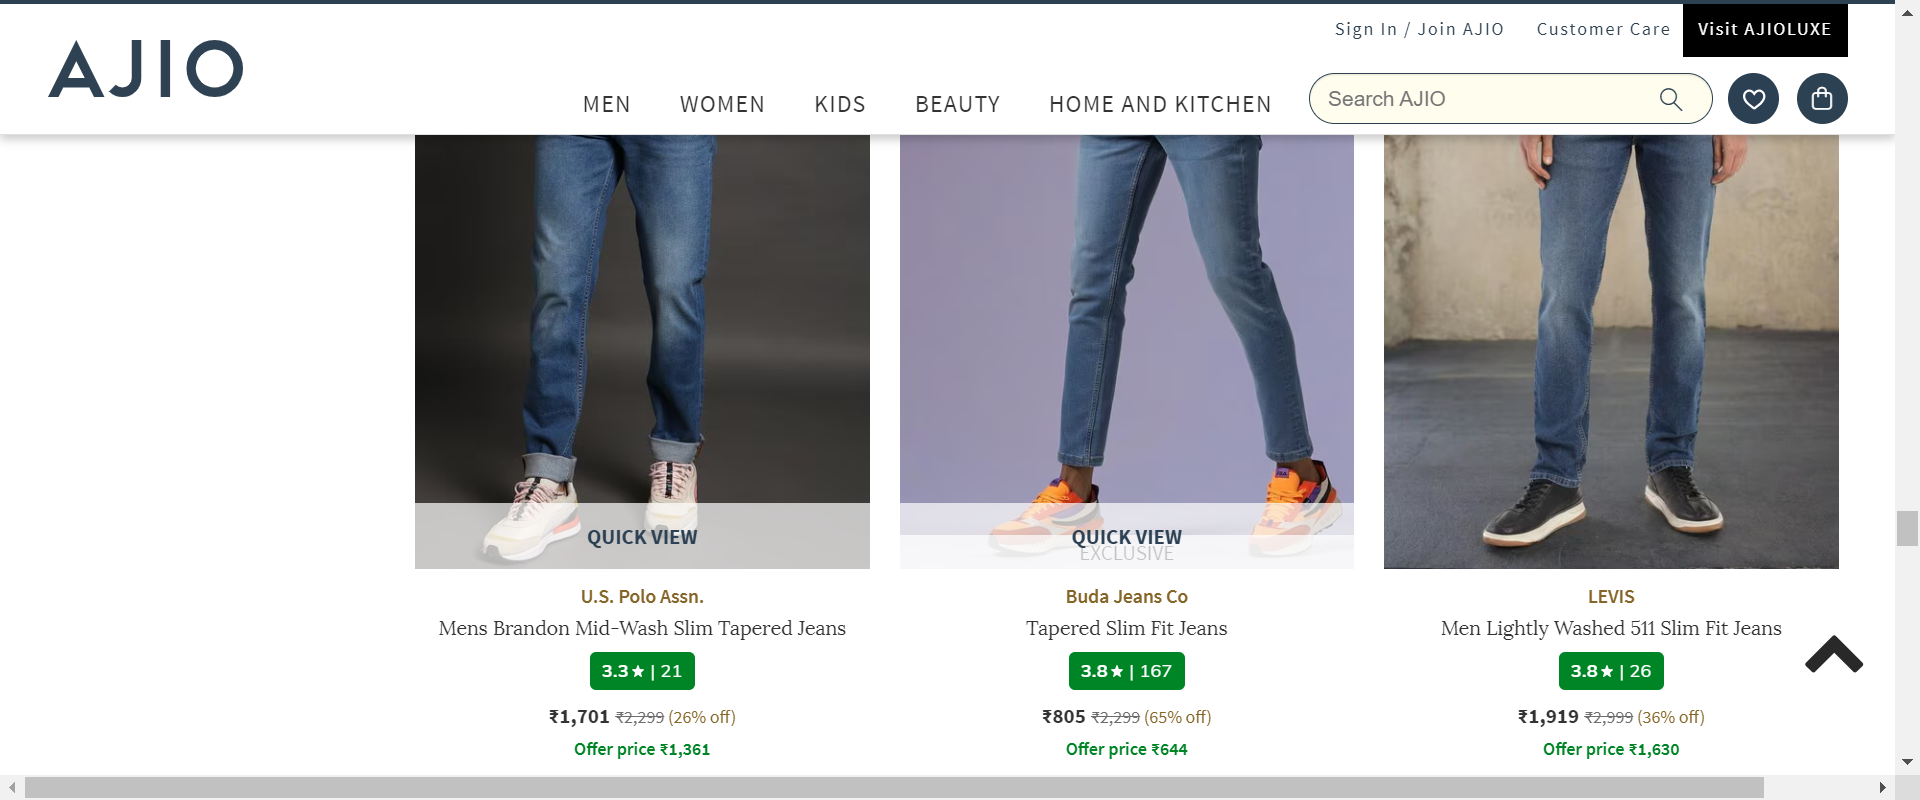 Sign In / Join AJIO Customer Care Visit AJIOLUXE
AJIO
MEN WOMEN KIDS BEAUTY HOME AND KITCHEN Search AJIO
QUICK VIEW
QUICK VIEW
EXCLUSIVE
U.S. Polo Assn.
Mens Brandon Mid-Wash Slim Tapered Jeans
3.3★ | 21
₹1,701 ₹2,299 (26% off)
Offer price ₹1,361
Buda Jeans Co
Tapered Slim Fit Jeans
3.8★ | 167
₹805 ₹2,299 (65% off)
Offer price ₹644
LEVIS
Men Lightly Washed 511 Slim Fit Jeans
3.8★ | 26
₹1,919 ₹2,999 (36% off)
Offer price ₹1,630